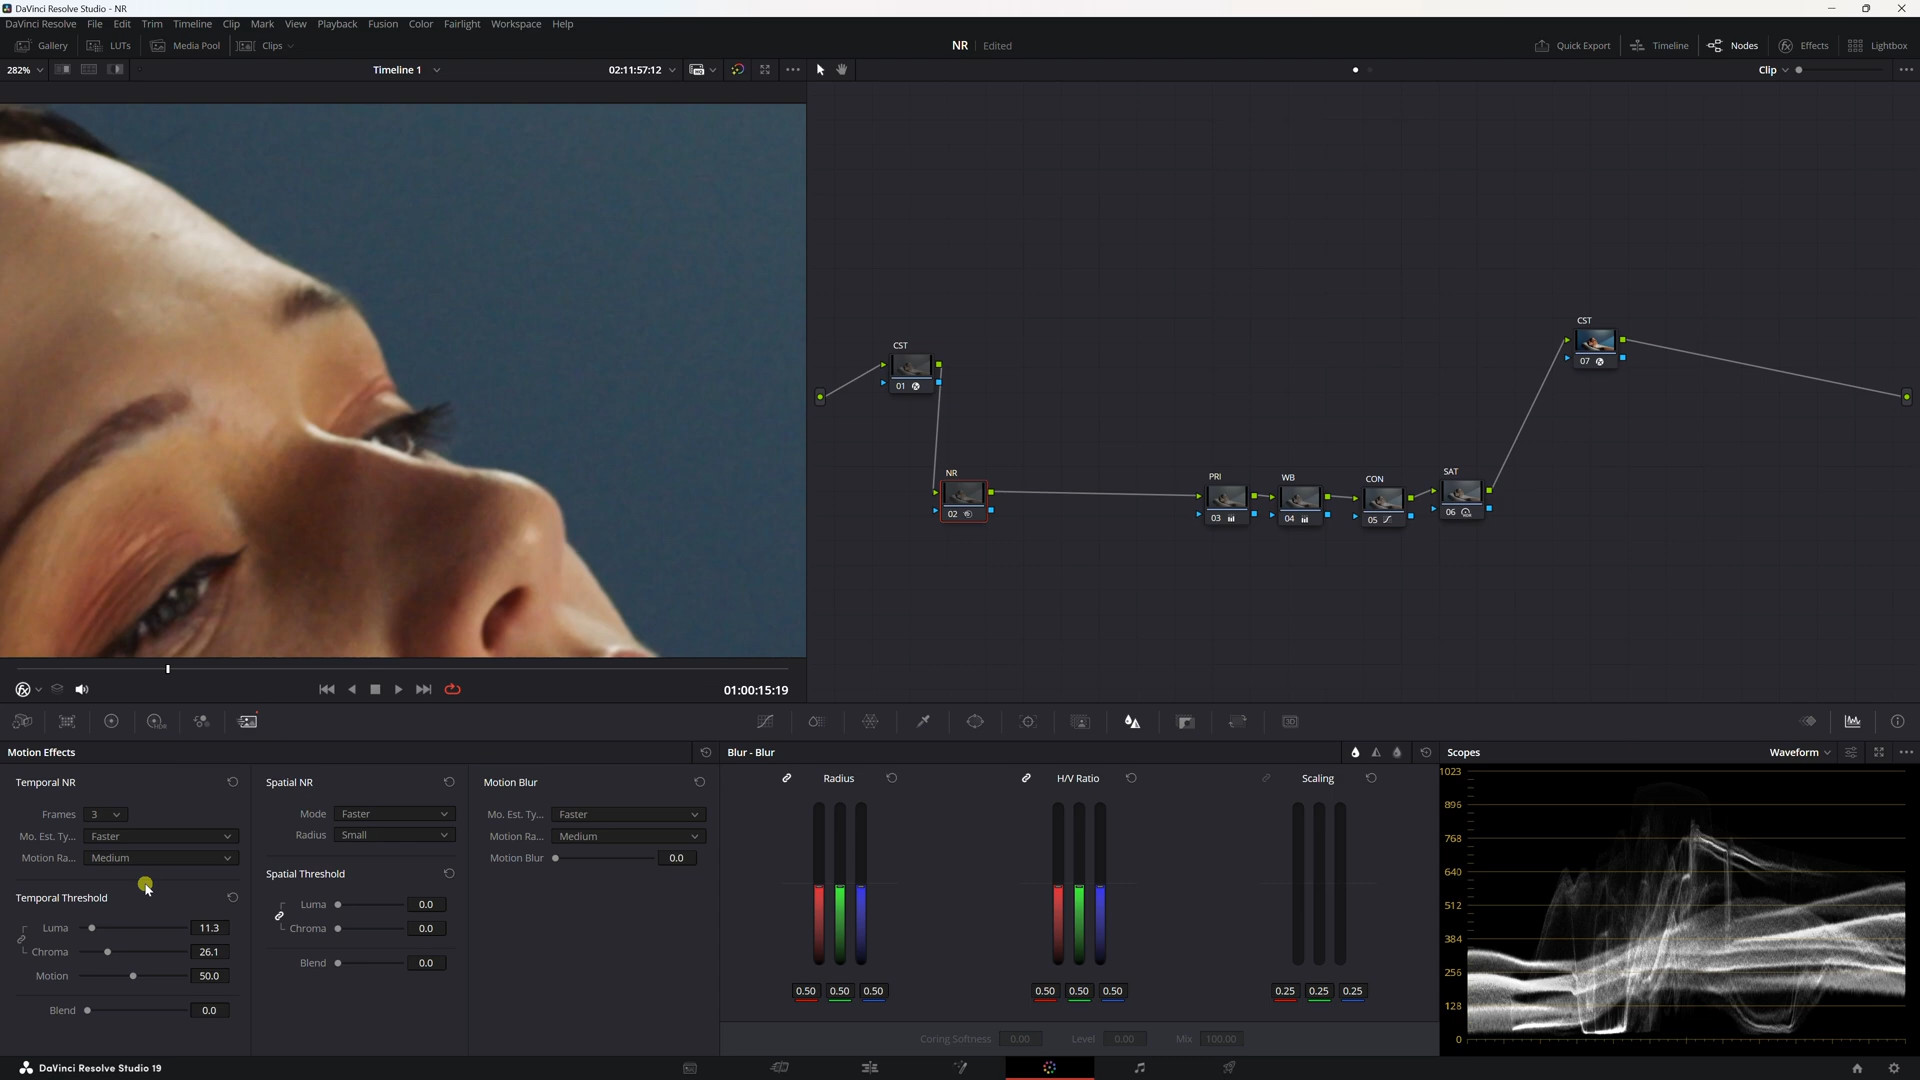 DaVinci Resolve Studio - NR
DaVinci Resolve File Edit Trim Timeline Clip Mark View Playback Fusion Color Fairlight Workspace Help
Gallery LUTs Media Pool Clips NR Edited Quick Export Timeline Nodes Effects Lightbox
282% Timeline 1 02:11:57:12 Clip
CST
07
CST
01
NR
02
PRI
03
WB
04
CON
05
SAT
06
01:00:15:19
Motion Effects
Temporal NR
Frames 3
Mo. Est. Ty... Faster
Motion Ra... Medium
Temporal Threshold
Luma 11.3
Chroma 26.1
Motion 50.0
Blend 0.0
Spatial NR
Mode Faster
Radius Small
Spatial Threshold
Luma 0.0
Chroma 0.0
Blend 0.0
Motion Blur
Mo. Est. Ty... Faster
Motion Ra... Medium
Motion Blur 0.0
Blur - Blur
Radius H/V Ratio Scaling
0.50 0.50 0.50 0.50 0.50 0.50 0.25 0.25 0.25
Coring Softness 0.00 Level 0.00 Mix 100.00
Scopes Waveform
1023
896
768
640
512
384
256
128
0
DaVinci Resolve Studio 19